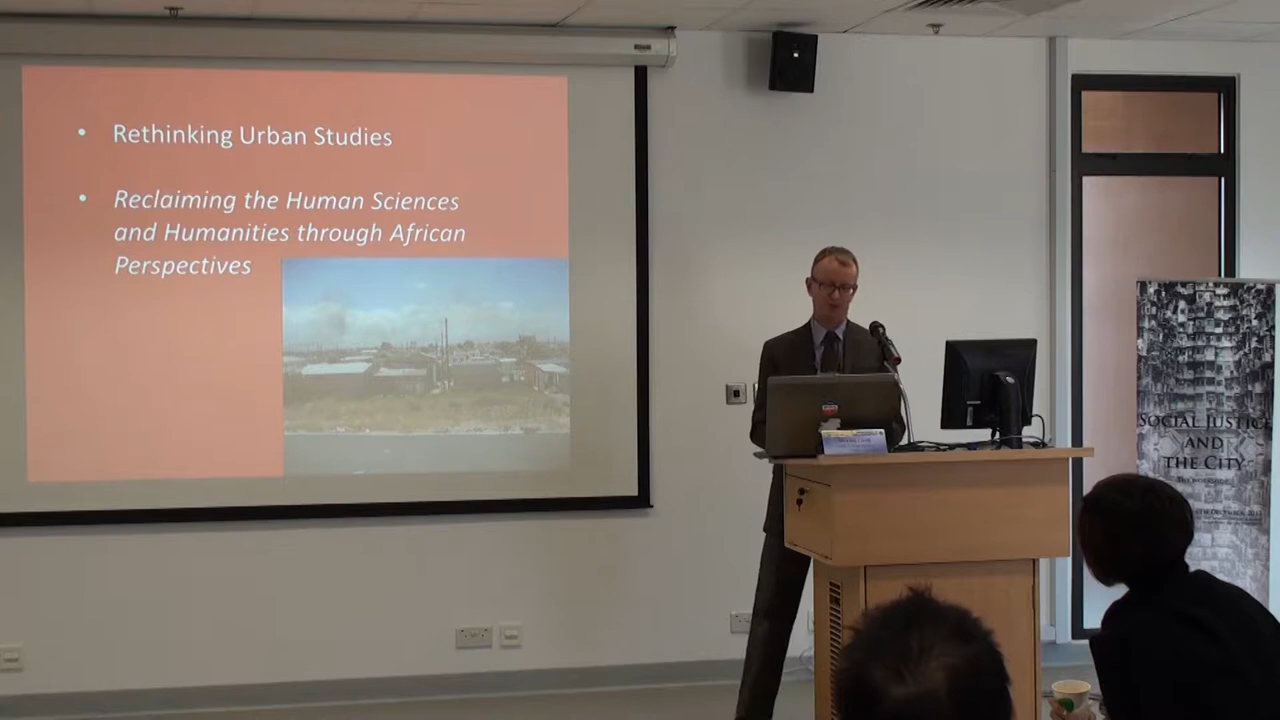 • Rethinking Urban Studies
• Reclaiming the Human Sciences
and Humanities through African
Perspectives
SOCIAL JUSTICE
AND
THE CITY